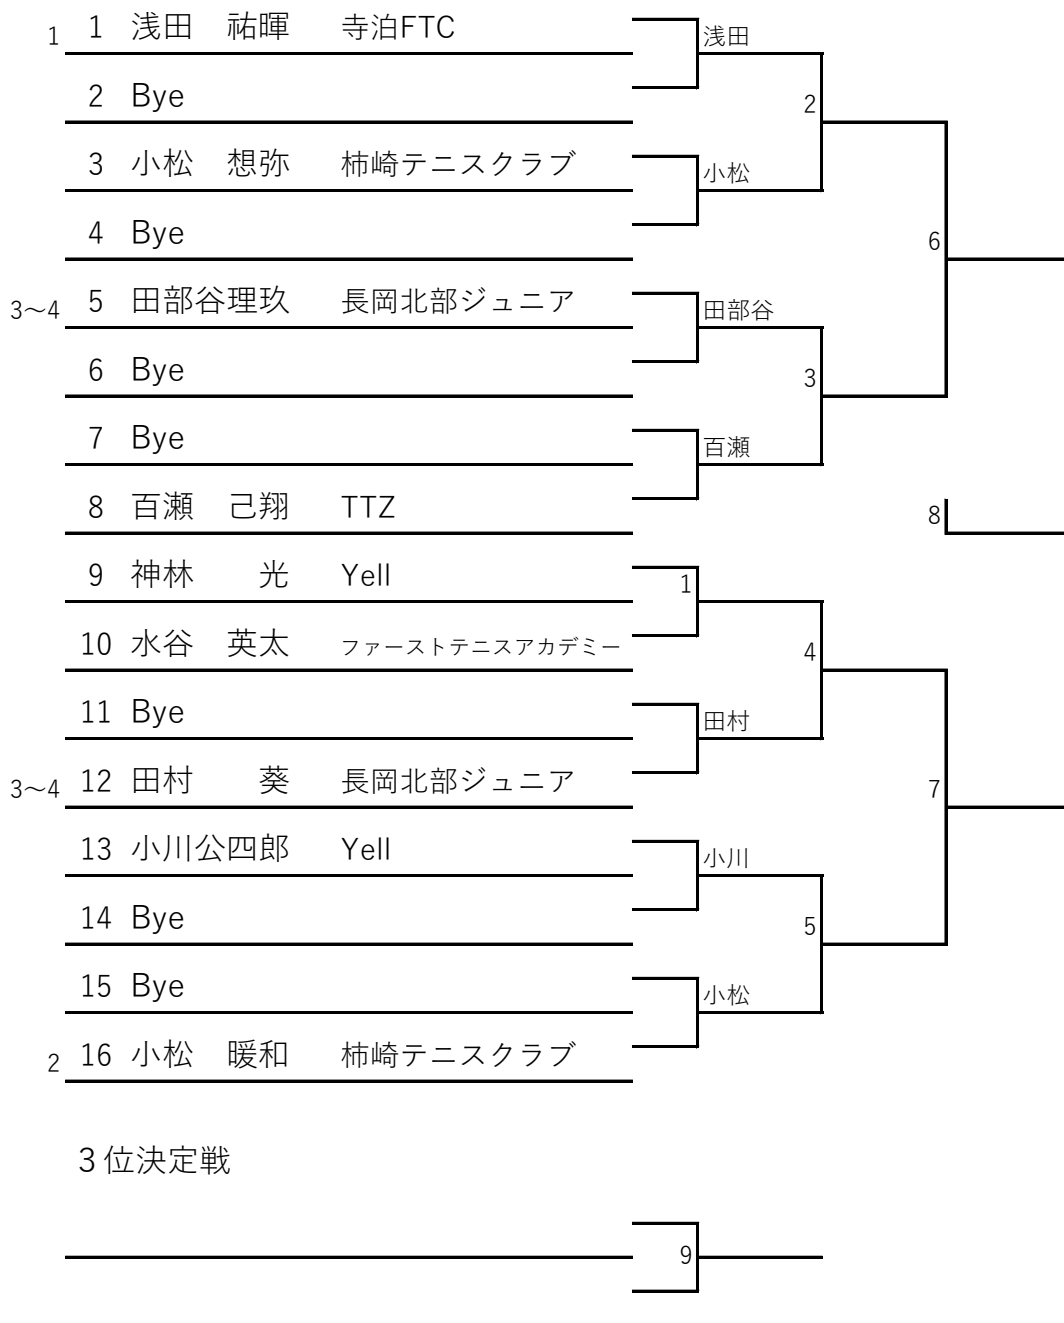 1 1 浅田 祐暉 寺泊FTC 浅田
2 Bye 2
3 小松 想弥 柿崎テニスクラブ 小松
4 Bye 6
3～4 5 田部谷理玖 長岡北部ジュニア 田部谷
6 Bye 3
7 Bye 百瀬
8 百瀬 己翔 TTZ 8
9 神林 光 Yell 1
10 水谷 英太 ファーストテニスアカデミー 4
11 Bye 田村
3～4 12 田村 葵 長岡北部ジュニア 7
13 小川公四郎 Yell 小川
14 Bye 5
15 Bye 小松
2 16 小松 暖和 柿崎テニスクラブ
３位決定戦
9